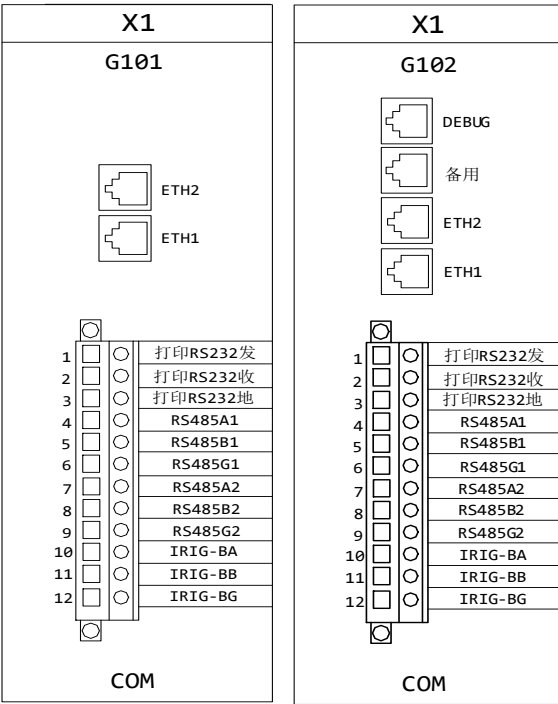 X1
G101
ETH2
ETH1
1 打印RS232发
2 打印RS232收
3 打印RS232地
4 RS485A1
5 RS485B1
6 RS485G1
7 RS485A2
8 RS485B2
9 RS485G2
10 IRIG-BA
11 IRIG-BB
12 IRIG-BG
COM
X1
G102
DEBUG
备用
ETH2
ETH1
1 打印RS232发
2 打印RS232收
3 打印RS232地
4 RS485A1
5 RS485B1
6 RS485G1
7 RS485A2
8 RS485B2
9 RS485G2
10 IRIG-BA
11 IRIG-BB
12 IRIG-BG
COM